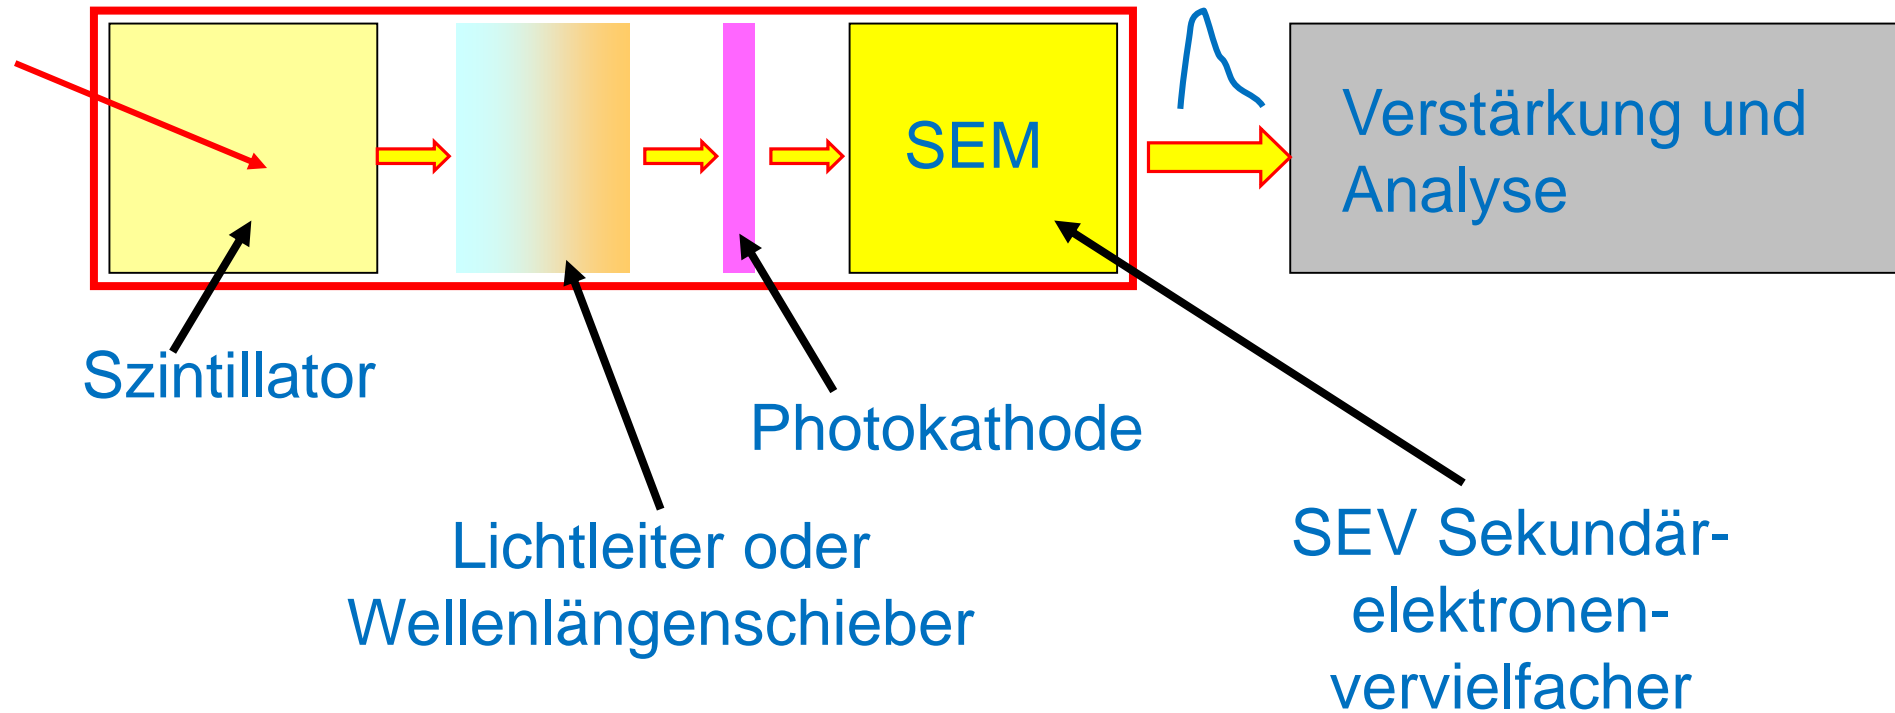 SEM
Verstärkung und
Analyse
Szintillator
Photokathode
Lichtleiter oder
Wellenlängenschieber
SEV Sekundär-
elektronen-
vervielfacher